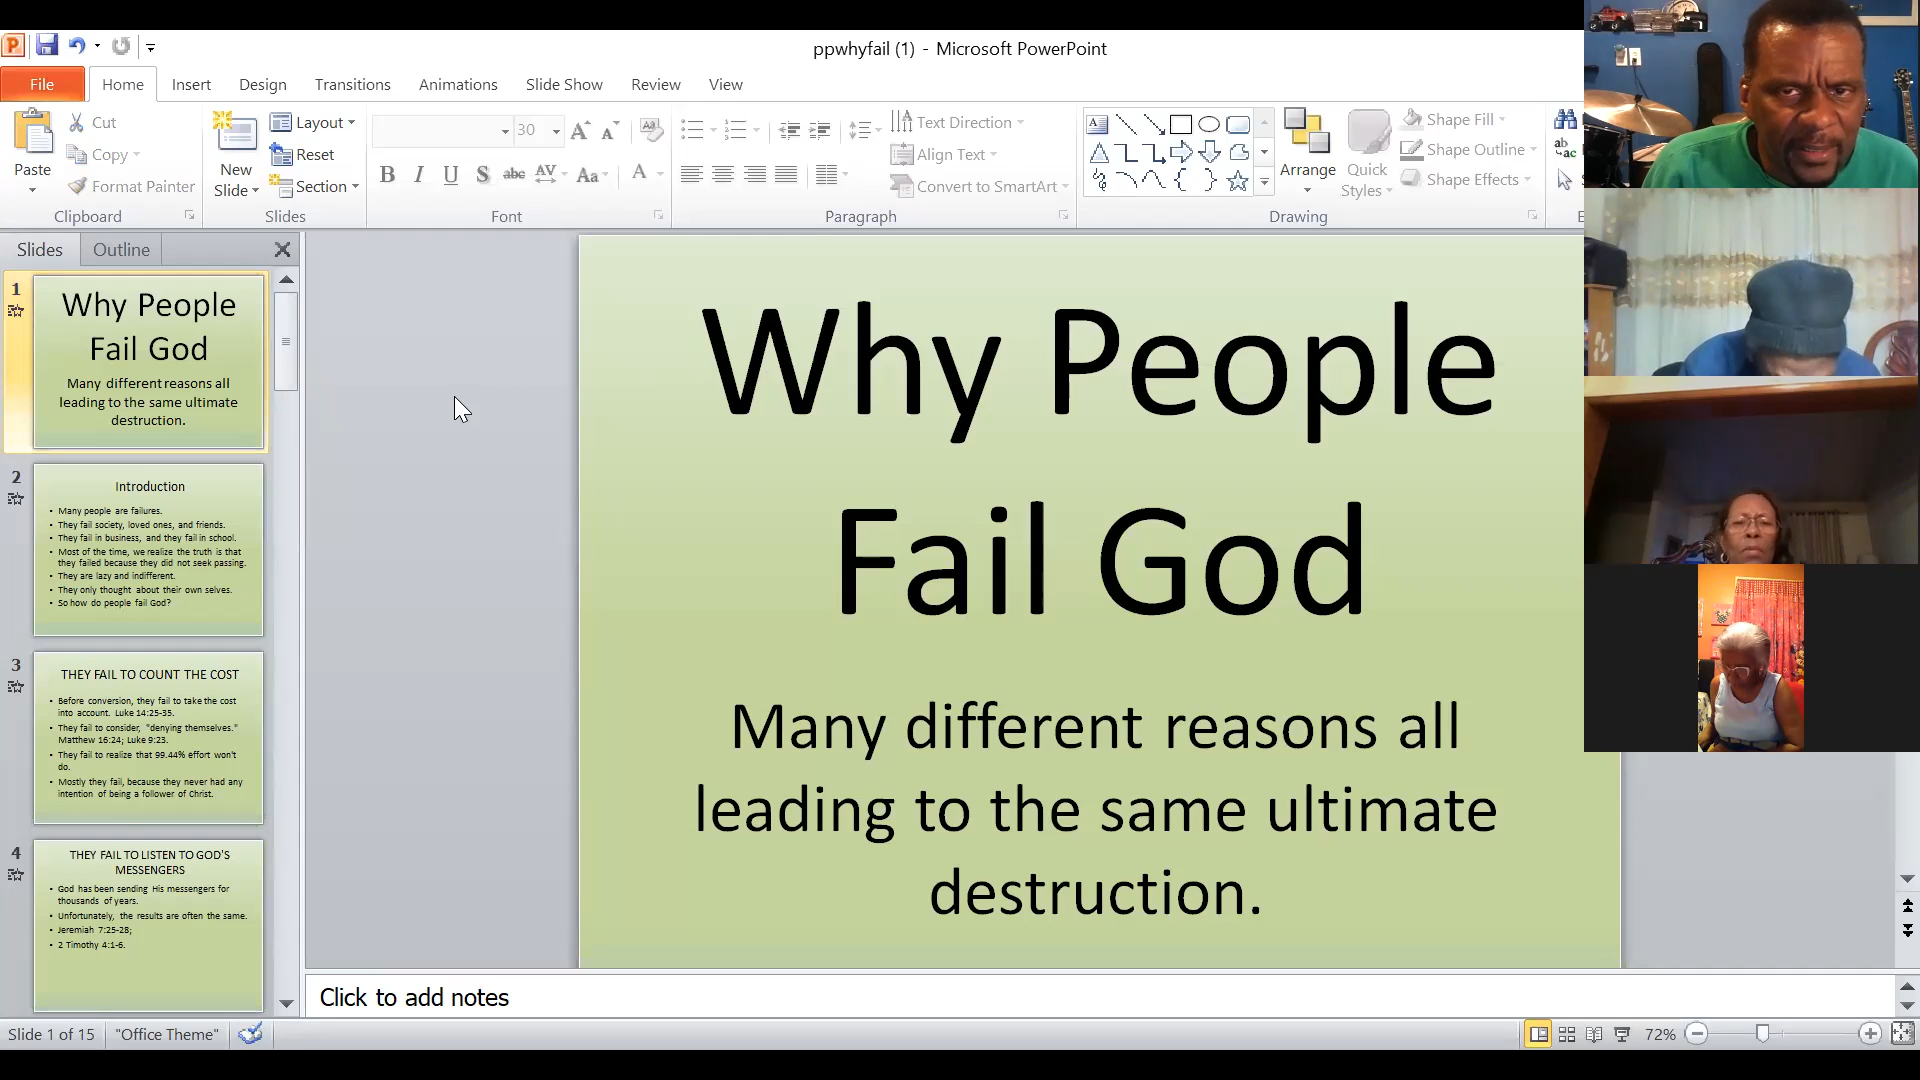 ppwhyfail (1) - Microsoft PowerPoint
File Home Insert Design Transitions Animations Slide Show Review View
Paste
Cut
Copy
Format Painter
Clipboard
New
Slide
Layout
Reset
Section
Slides
30
B I U S abc AV Aa A
Font
Text Direction
Align Text
Convert to SmartArt
Paragraph
Arrange
Quick
Styles
Shape Fill
Shape Outline
Shape Effects
Drawing
Slides Outline
1
Why People
Fail God
Many different reasons all
leading to the same ultimate
destruction.
2
Introduction
• Many people are failures.
• They fail society, loved ones, and friends.
• They fail in business, and they fail in school.
• Most of the time, we realize the truth is that
they failed because they did not seek passing.
• They are lazy and indifferent.
• They only thought about their own selves.
• So how do people fail God?
3
THEY FAIL TO COUNT THE COST
• Before conversion, they fail to take the cost
into account. Luke 14:25-35.
• They fail to consider, "denying themselves."
Matthew 16:24; Luke 9:23.
• They fail to realize that 99.44% effort won't
do.
• Mostly they fail, because they never had any
intention of being a follower of Christ.
4
THEY FAIL TO LISTEN TO GOD'S
MESSENGERS
• God has been sending His messengers for
thousands of years.
• Unfortunately, the results are often the same.
• Jeremiah 7:25-28;
• 2 Timothy 4:1-6.
Why People
Fail God
Many different reasons all
leading to the same ultimate
destruction.
Click to add notes
Slide 1 of 15 "Office Theme" 72%